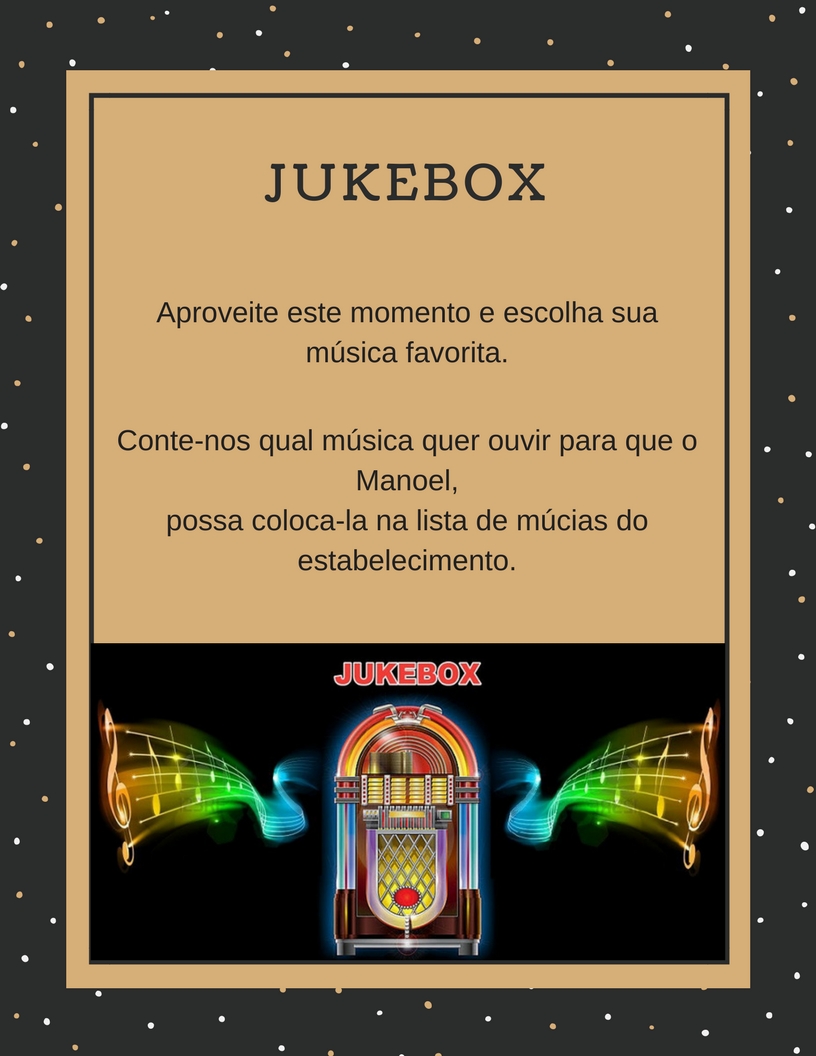 JUKEBOX
Aproveite este momento e escolha sua
música favorita.
Conte-nos qual música quer ouvir para que o
Manoel,
possa coloca-la na lista de múcias do
estabelecimento.
JUKEBOX